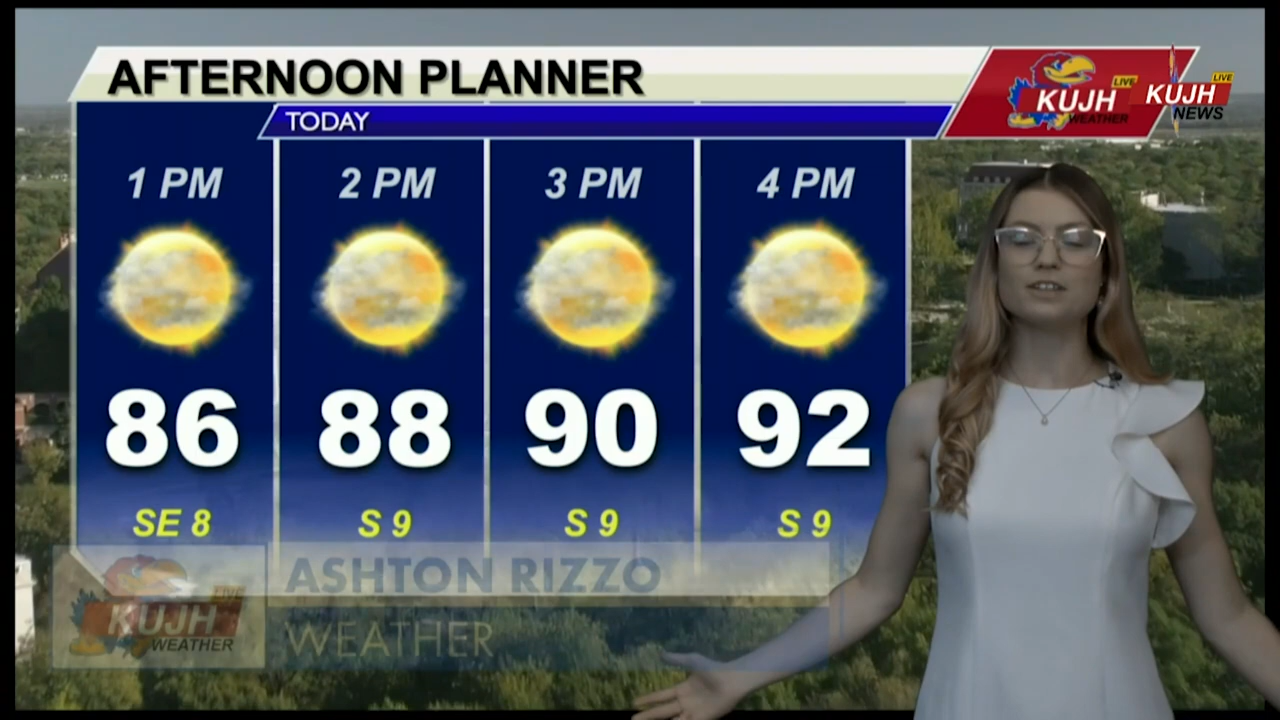 AFTERNOON PLANNER
LIVE
KUJH
WEATHER
LIVE
KUJH
NEWS
TODAY
1 PM
2 PM
3 PM
4 PM
86
88
90
92
SE 8
S 9
S 9
S 9
LIVE
KUJH
WEATHER
ASHTON RIZZO
WEATHER